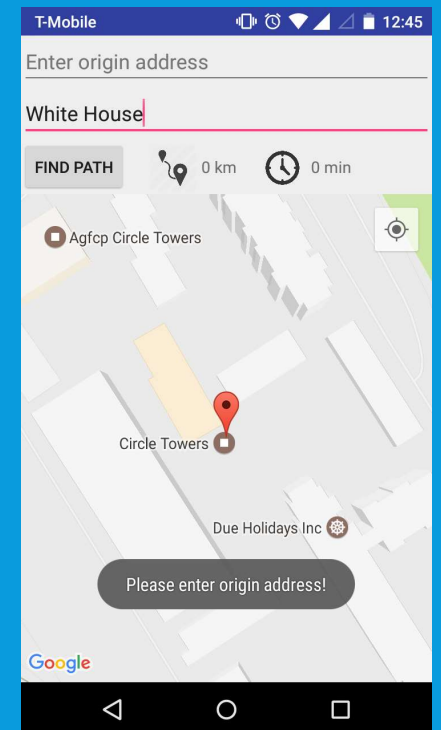 T-Mobile 12:45
Enter origin address
White House
FIND PATH 0 km 0 min
Agfcp Circle Towers
Circle Towers
Due Holidays Inc
Please enter origin address!
Google